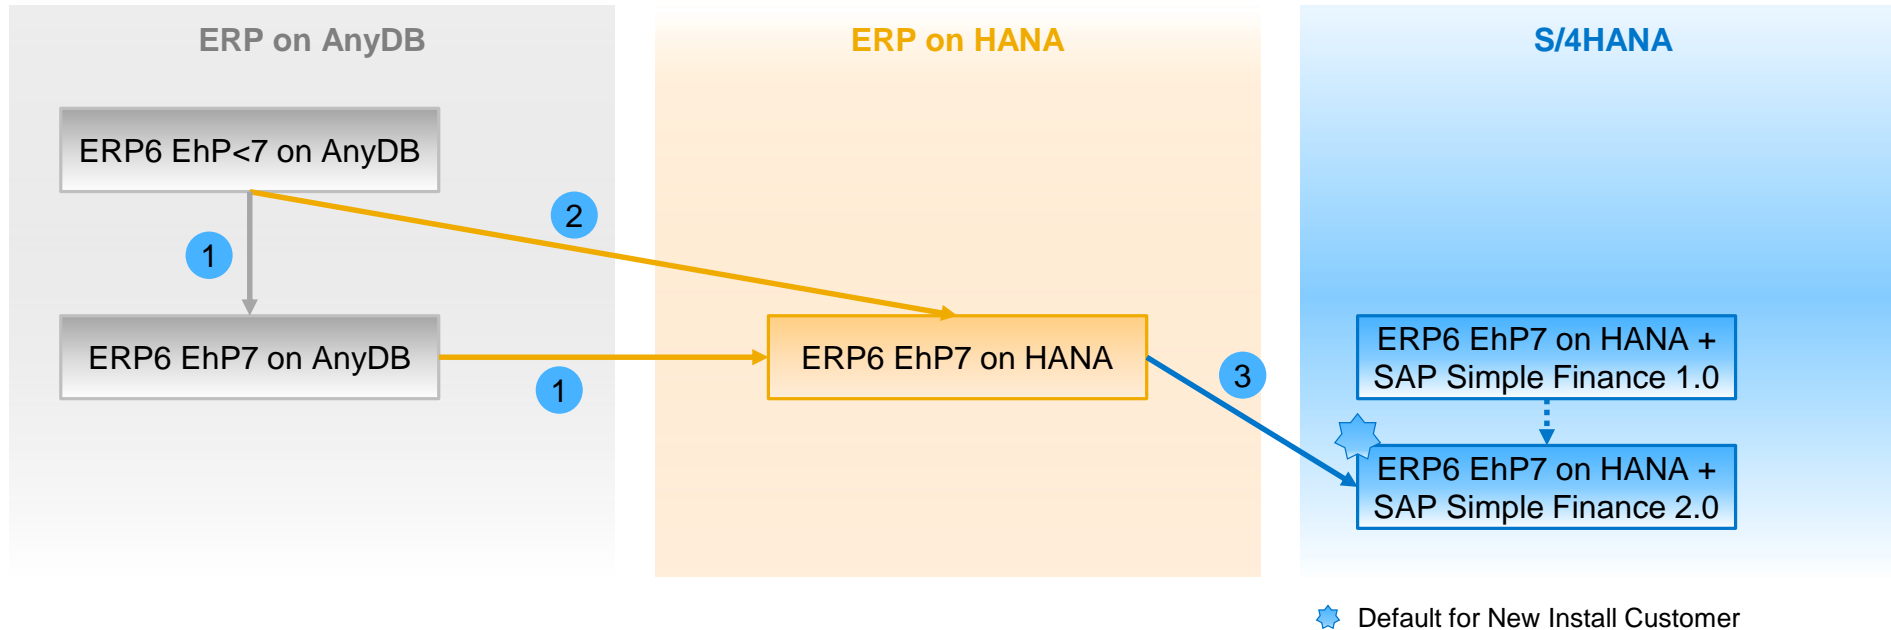 ERP on AnyDB
ERP on HANA
S/4HANA
ERP6 EhP<7 on AnyDB
2
1
ERP6 EhP7 on AnyDB
1
ERP6 EhP7 on HANA
3
ERP6 EhP7 on HANA +
SAP Simple Finance 1.0
ERP6 EhP7 on HANA +
SAP Simple Finance 2.0
Default for New Install Customer